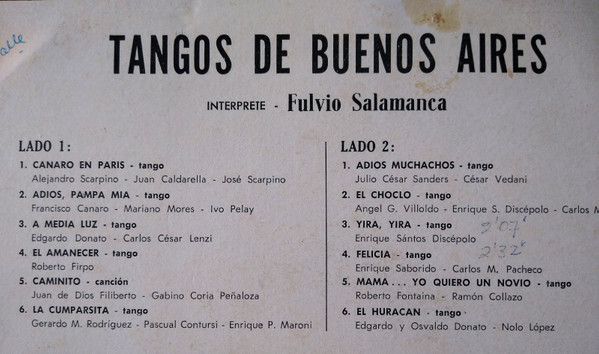 alle
TANGOS DE BUENOS AIRES
INTERPRETE - Fulvio Salamanca
LADO 1:
1. CANARO EN PARIS - tango
Alejandro Scarpino - Juan Caldarella - José Scarpino
2. ADIOS, PAMPA MIA - tango
Francisco Canaro - Mariano Mores - Ivo Pelay
3. A MEDIA LUZ - tango
Edgardo Donato - Carlos César Lenzi
4. EL AMANECER - tango
Roberto Firpo
5. CAMINITO - canción
Juan de Dios Filiberto - Gabino Coria Peñaloza
6. LA CUMPARSITA - tango
Gerardo M. Rodríguez - Pascual Contursi - Enrique P. Maroni
LADO 2:
1. ADIOS MUCHACHOS - tango
Julio César Sanders - César Vedani
2. EL CHOCLO - tango
Angel G. Villoldo - Enrique S. Discépolo - Carlos M
3. YIRA, YIRA - tango 2'07"
Enrique Sántos Discépolo
4. FELICIA - tango 2'32"
Enrique Saborido - Carlos M. Pacheco
5. MAMA... YO QUIERO UN NOVIO - tango
Roberto Fontaina - Ramón Collazo
6. EL HURACAN - tango
Edgardo y Osvaldo Donato - Nolo López